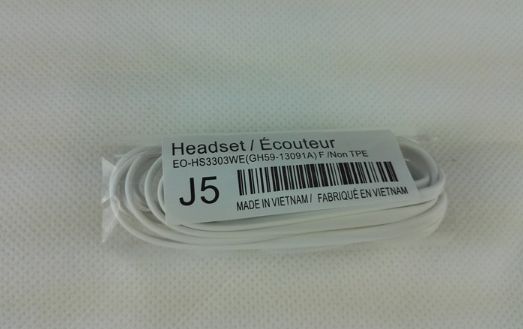 Headset / Écouteur
EO-HS3303WE(GH59-13091A) F /Non TPE
J5
MADE IN VIETNAM / FABRIQUÉ EN VIETNAM